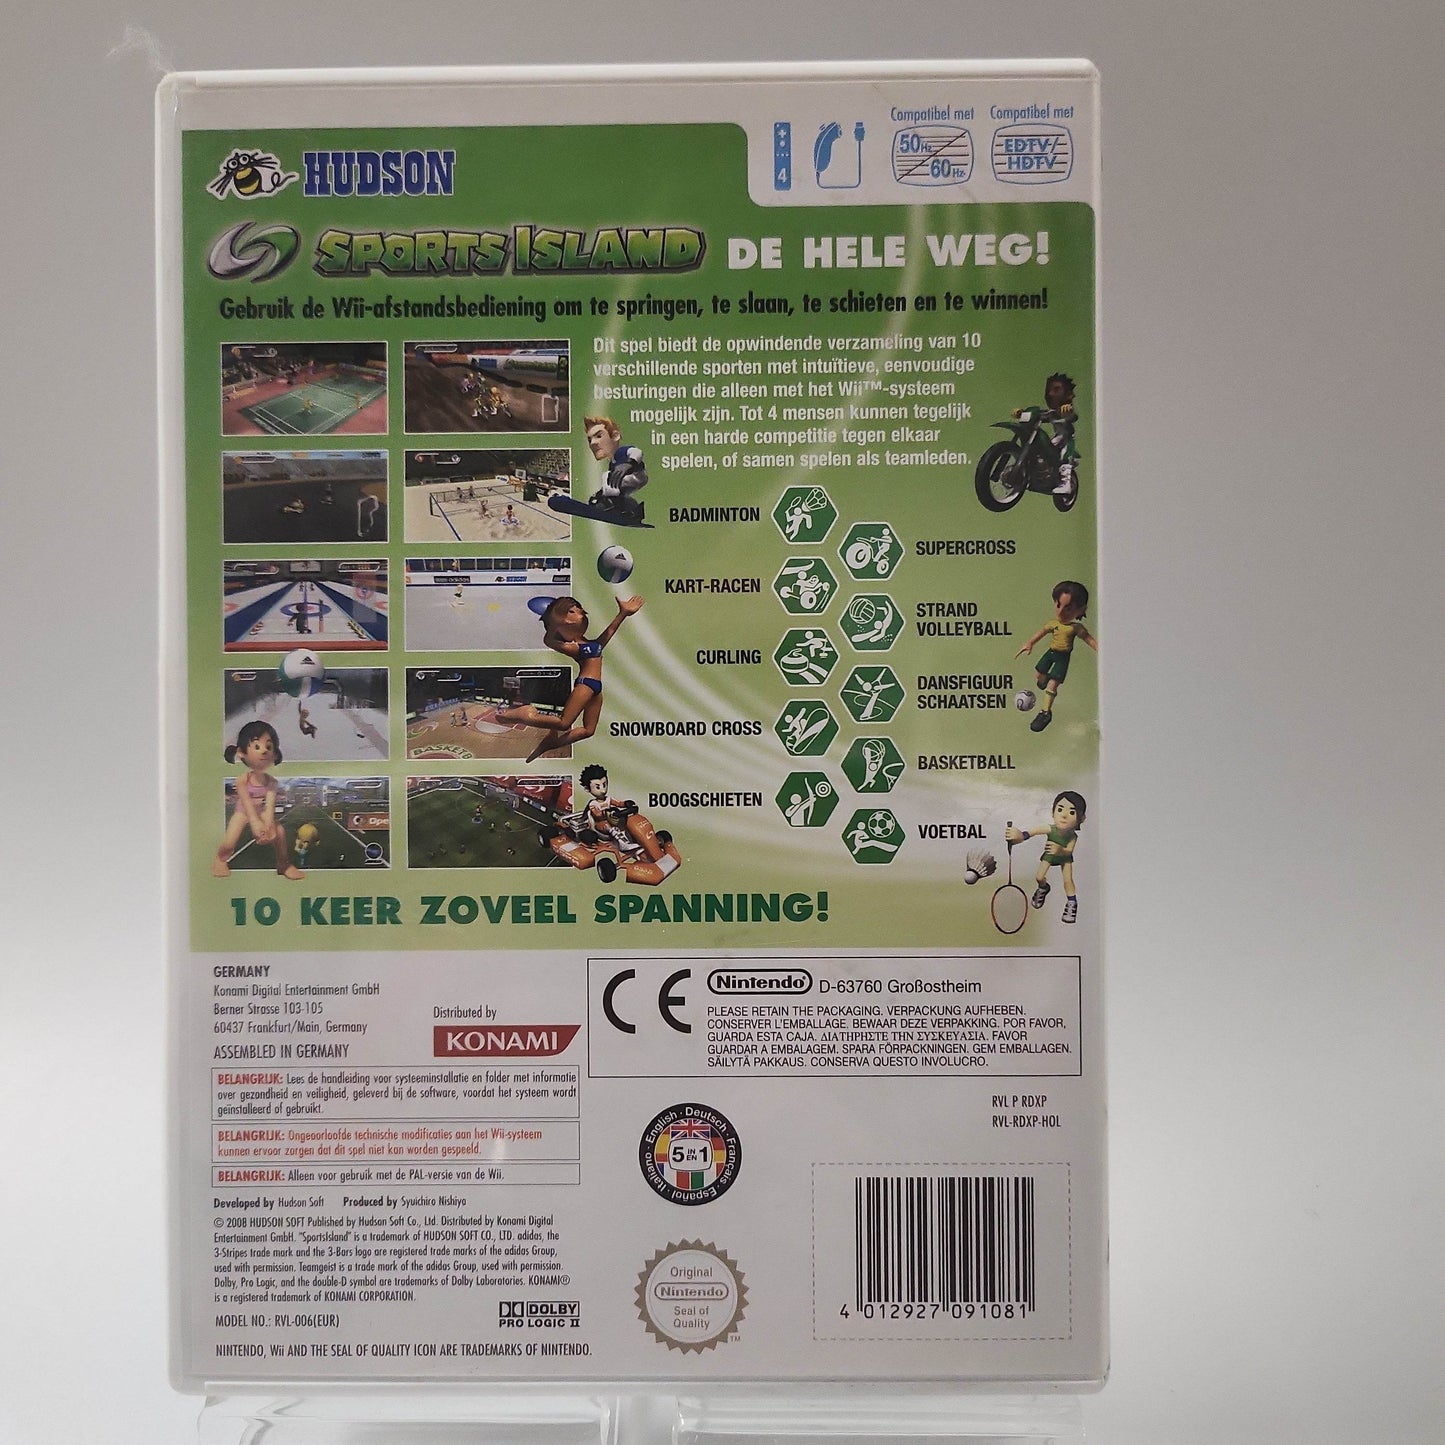 Compatibel met
Compatibel met
4
50Hz
60Hz
EDTV/
HDTV
HUDSON
SPORTS ISLAND DE HELE WEG!
Gebruik de Wii-afstandsbediening om te springen, te slaan, te schieten en te winnen!
Dit spel biedt de opwindende verzameling van 10
verschillende sporten met intuïtieve, eenvoudige
besturingen die alleen met het Wii™-systeem
mogelijk zijn. Tot 4 mensen kunnen tegelijk
in een harde competitie tegen elkaar
spelen, of samen spelen als teamleden.
BADMINTON
SUPERCROSS
KART-RACEN
STRAND
VOLLEYBALL
CURLING
DANSFIGUUR
SCHAATSEN
SNOWBOARD CROSS
BASKETBALL
BOOGSCHIETEN
VOETBAL
10 KEER ZOVEEL SPANNING!
GERMANY
Konami Digital Entertainment GmbH
Berner Strasse 103-105
60437 Frankfurt/Main, Germany
ASSEMBLED IN GERMANY
Distributed by
KONAMI
CE Nintendo D-63760 Großostheim
PLEASE RETAIN THE PACKAGING. VERPACKUNG AUFHEBEN.
CONSERVER L'EMBALLAGE. BEWAAR DEZE VERPAKKING. POR FAVOR,
GUARDA ESTA CAJA. ΔΙΑΤΗΡΗΣΤΕ ΤΗΝ ΣΥΣΚΕΥΑΣΙΑ. FAVOR
GUARDAR A EMBALAGEM. SPARA FÖRPACKNINGEN. GEM EMBALLAGEN.
SÄILYTÄ PAKKAUS. CONSERVA QUESTO INVOLUCRO.
BELANGRIJK: Lees de handleiding voor systeeminstallatie en folder met informatie
over gezondheid en veiligheid, geleverd bij de software, voordat het systeem wordt
geïnstalleerd of gebruikt.
BELANGRIJK: Ongeoorloofde technische modificaties aan het Wii-systeem
kunnen ervoor zorgen dat dit spel niet kan worden gespeeld.
BELANGRIJK: Alleen voor gebruik met de PAL-versie van de Wii.
Developed by Hudson Soft Produced by Syuichiro Nishiya
© 2008 HUDSON SOFT Published by Hudson Soft Co., Ltd. Distributed by Konami Digital
Entertainment GmbH. "SportsIsland" is a trademark of HUDSON SOFT CO., LTD. adidas, the
3-Stripes trade mark and the 3-Bars logo are registered trade marks of the adidas Group,
used with permission. Teamgeist is a trade mark of the adidas Group, used with permission.
Dolby, Pro Logic, and the double-D symbol are trademarks of Dolby Laboratories. KONAMI®
is a registered trademark of KONAMI CORPORATION.
MODEL NO.: RVL-006(EUR)
DOLBY
PRO LOGIC II
NINTENDO, Wii AND THE SEAL OF QUALITY ICON ARE TRADEMARKS OF NINTENDO.
English · Deutsch · Français · Español · Italiano
5 IN EN 1
Original
Nintendo
Seal of
Quality
TM
RVL P RDXP
RVL-RDXP-HOL
4 012927 091081